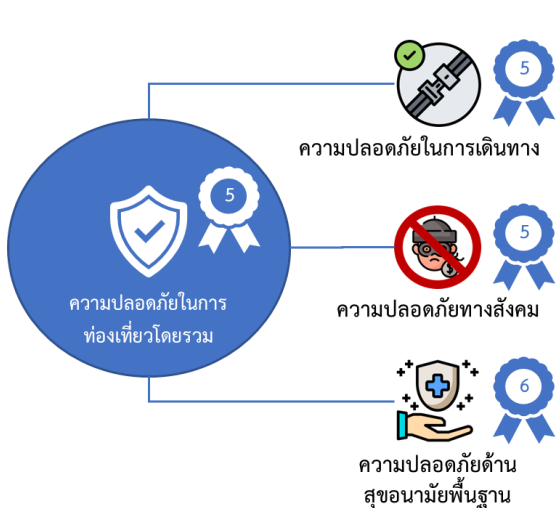 5
ความปลอดภัยในการเดินทาง
5
ความปลอดภัยในการ
ท่องเที่ยวโดยรวม
5
ความปลอดภัยทางสังคม
6
ความปลอดภัยด้าน
สุขอนามัยพื้นฐาน